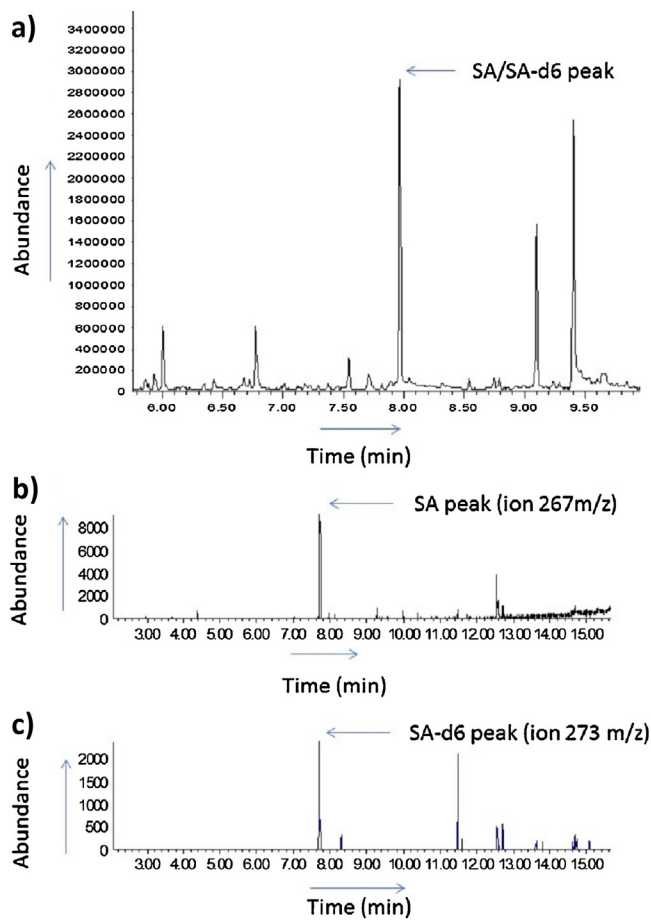 a)
SA/SA-d6 peak
Abundance
3400000
3200000
3000000
2800000
2600000
2400000
2200000
2000000
1800000
1600000
1400000
1200000
1000000
800000
600000
400000
200000
0
6.00 6.50 7.00 7.50 8.00 8.50 9.00 9.50
Time (min)
b)
SA peak (ion 267m/z)
Abundance
8000
6000
4000
2000
0
3.00 4.00 5.00 6.00 7.00 8.00 9.00 10.00 11.00 12.00 13.00 14.00 15.00
Time (min)
c)
SA-d6 peak (ion 273 m/z)
Abundance
2000
1500
1000
500
0
3.00 4.00 5.00 6.00 7.00 8.00 9.00 10.00 11.00 12.00 13.00 14.00 15.00
Time (min)